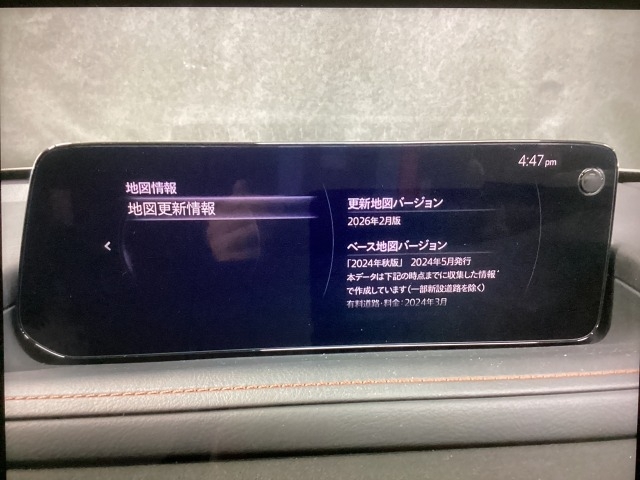 4:47 pm
地図情報
地図更新情報
更新地図バージョン
2026年2月版
ベース地図バージョン
「2024年秋版」 2024年5月発行
本データは下記の時点までに収集した情報
で作成しています(一部新設道路を除く)
有料道路・料金：2024年3月